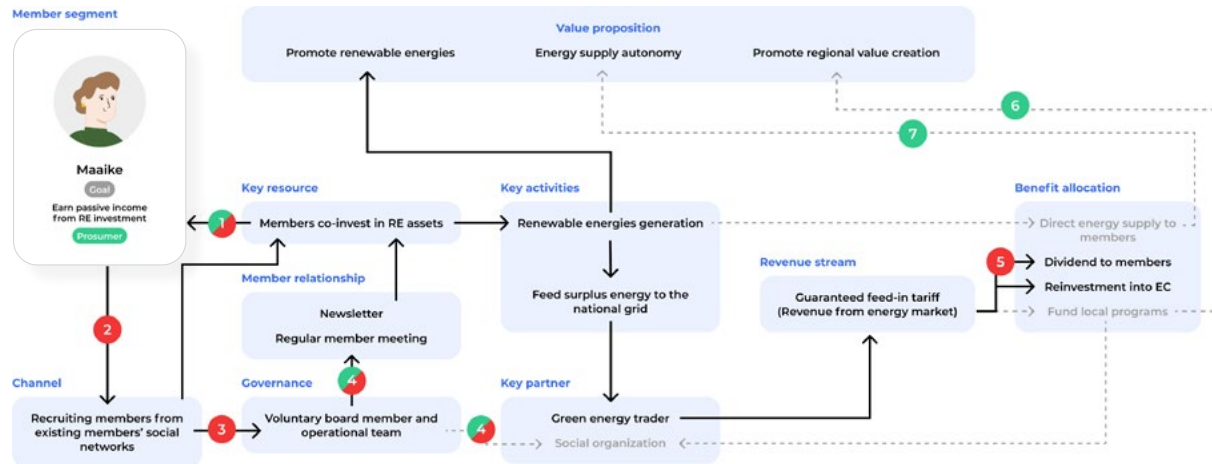 Member segment
Value proposition
Promote renewable energies
Energy supply autonomy
Promote regional value creation
6
7
Maaike
Goal
Earn passive income
from RE investment
Prosumer
Key resource
Key activities
Benefit allocation
1
Members co-invest in RE assets
Renewable energies generation
Direct energy supply to
members
Member relationship
Revenue stream
5
Dividend to members
Newsletter
Regular member meeting
Feed surplus energy to the
national grid
Guaranteed feed-in tariff
(Revenue from energy market)
Reinvestment into EC
Fund local programs
2
4
Channel
Governance
Key partner
Recruiting members from
existing members' social
networks
3
Voluntary board member and
operational team
4
Green energy trader
Social organization